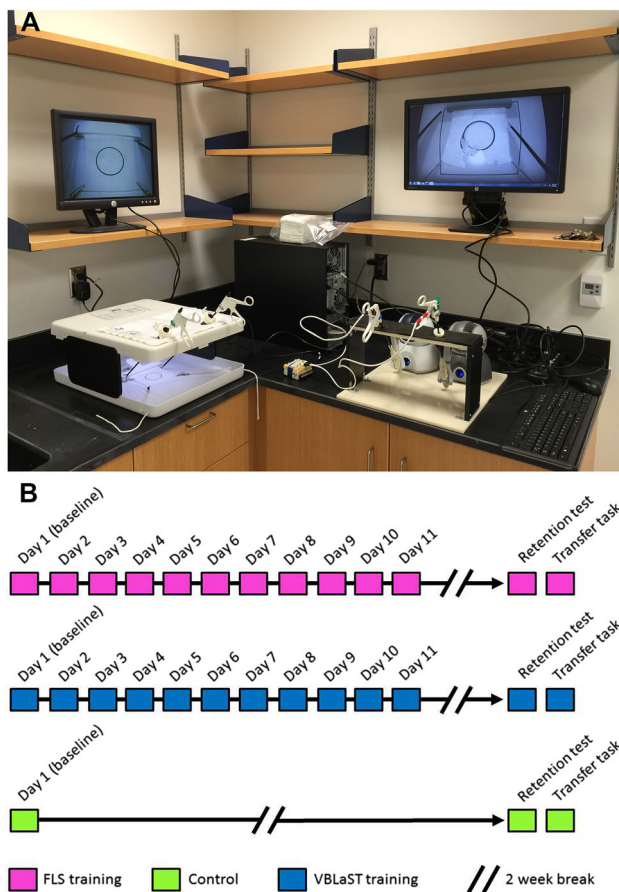 A
B
Day 1 (baseline)
Day 2
Day 3
Day 4
Day 5
Day 6
Day 7
Day 8
Day 9
Day 10
Day 11
Retention test
Transfer task
Day 1 (baseline)
Day 2
Day 3
Day 4
Day 5
Day 6
Day 7
Day 8
Day 9
Day 10
Day 11
Retention test
Transfer task
Day 1 (baseline)
Retention test
Transfer task
FLS training
Control
VBLaST training
2 week break